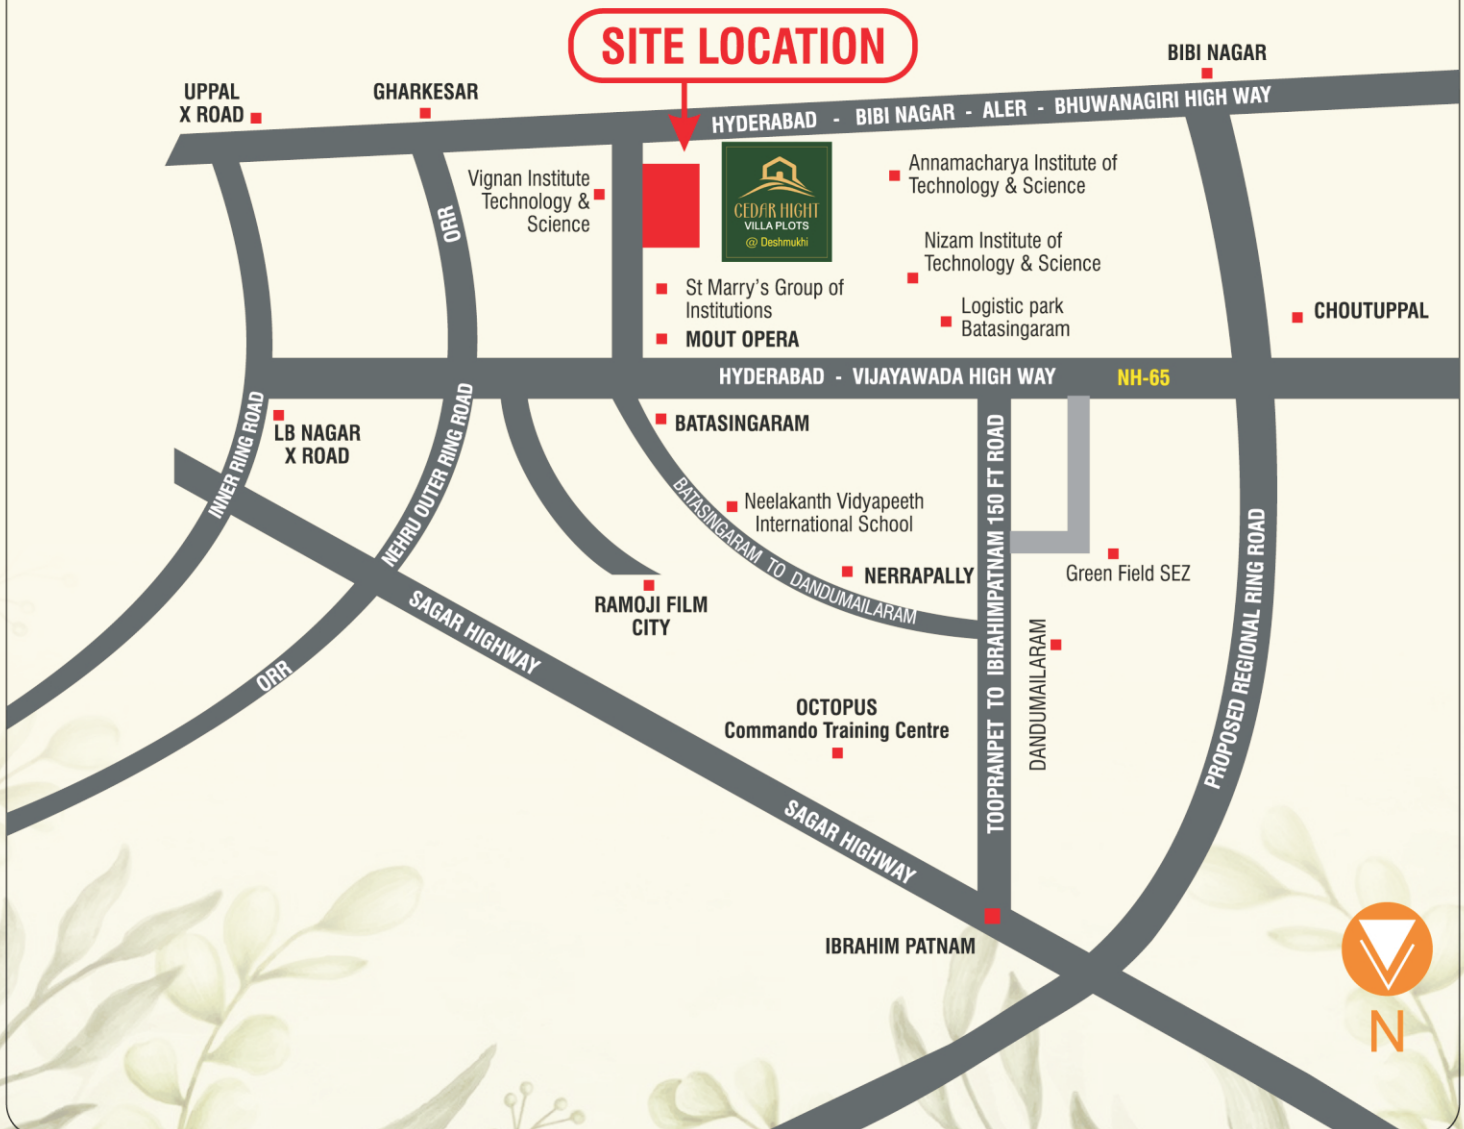 SITE LOCATION
BIBI NAGAR
UPPAL
X ROAD
GHARKESAR
HYDERABAD - BIBI NAGAR - ALER - BHUWANAGIRI HIGH WAY
Vignan Institute
Technology &
Science
ORR
CEDAR HIGHT
VILLA PLOTS
@ Deshmukhi
Annamacharya Institute of
Technology & Science
Nizam Institute of
Technology & Science
St Marry's Group of
Institutions
Logistic park
Batasingaram
CHOUTUPPAL
MOUT OPERA
HYDERABAD - VIJAYAWADA HIGH WAY
NH-65
INNER RING ROAD
LB NAGAR
X ROAD
NEHRU OUTER RING ROAD
BATASINGARAM
BATASINGARAM TO DANDUMAILARAM
Neelakanth Vidyapeeth
International School
NERRAPALLY
TOOPRANPET TO IBRAHIMPATNAM 150 FT ROAD
Green Field SEZ
PROPOSED REGIONAL RING ROAD
RAMOJI FILM
CITY
SAGAR HIGHWAY
ORR
DANDUMAILARAM
OCTOPUS
Commando Training Centre
SAGAR HIGHWAY
IBRAHIM PATNAM
N